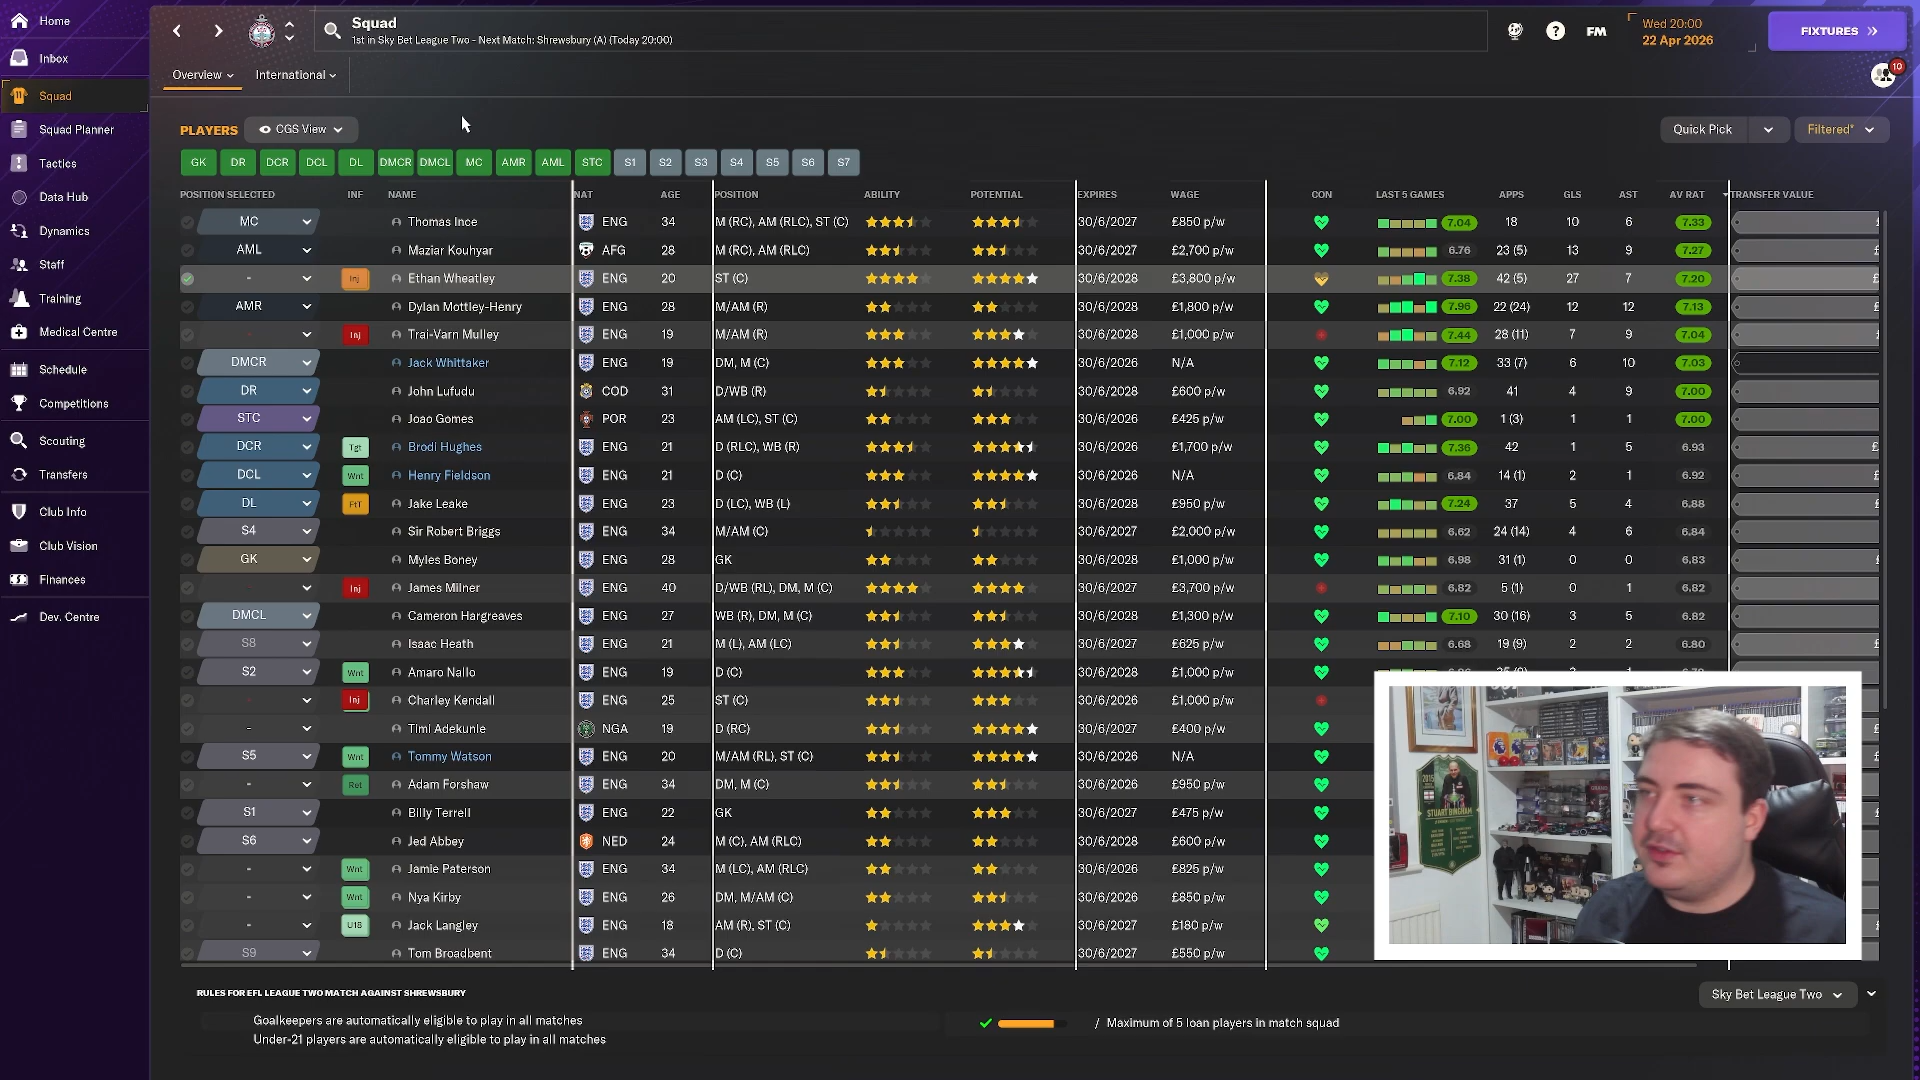 Home
Inbox
Squad
Squad Planner
Tactics
Data Hub
Dynamics
Staff
Training
Medical Centre
Schedule
Competitions
Scouting
Transfers
Club Info
Club Vision
Finances
Dev. Centre
Squad
1st in Sky Bet League Two - Next Match: Shrewsbury (A) (Today 20:00)
FM
Wed 20:00
22 Apr 2026
FIXTURES
Overview
International
10
PLAYERS
CGS View
Quick Pick
Filtered*
GK DR DCR DCL DL DMCR DMCL MC AMR AML STC S1 S2 S3 S4 S5 S6 S7
POSITION SELECTED INF NAME NAT AGE POSITION ABILITY POTENTIAL EXPIRES WAGE CON LAST 5 GAMES APPS GLS AST AV RAT TRANSFER VALUE
MC Thomas Ince ENG 34 M (RC), AM (RLC), ST (C) 30/6/2027 £850 p/w 7.04 18 10 6 7.33 £
AML Maziar Kouhyar AFG 28 M (RC), AM (RLC) 30/6/2027 £2,700 p/w 6.76 23 (5) 13 9 7.27 £
- Inj Ethan Wheatley ENG 20 ST (C) 30/6/2028 £3,800 p/w 7.38 42 (5) 27 7 7.20 £
AMR Dylan Mottley-Henry ENG 28 M/AM (R) 30/6/2028 £1,800 p/w 7.96 22 (24) 12 12 7.13 £
- Inj Trai-Varn Mulley ENG 19 M/AM (R) 30/6/2027 £1,000 p/w 7.44 28 (11) 7 9 7.04 £
DMCR Jack Whittaker ENG 19 DM, M (C) 30/6/2028 N/A 7.12 33 (7) 6 10 7.03
DR John Lufudu COD 31 D/WB (R) 30/6/2028 £600 p/w 6.92 41 4 9 7.00
STC Joao Gomes POR 23 AM (LC), ST (C) 30/6/2026 £425 p/w 7.00 1 (3) 1 1 7.00
DCR Tgt Brodi Hughes ENG 21 D (RLC), WB (R) 30/6/2026 £1,700 p/w 7.36 42 1 5 6.93 £
DCL Wnt Henry Fieldson ENG 21 D (C) 30/6/2026 N/A 6.84 14 (1) 2 1 6.92 £
DL FtT Jake Leake ENG 23 D (LC), WB (L) 30/6/2028 £950 p/w 7.24 37 5 4 6.88 £
S4 Sir Robert Briggs ENG 34 M/AM (C) 30/6/2027 £2,000 p/w 6.62 24 (14) 4 6 6.84
GK Myles Boney ENG 28 GK 30/6/2028 £1,000 p/w 6.98 31 (1) 0 0 6.83 £
Inj James Milner ENG 40 D/WB (RL), DM, M (C) 30/6/2027 £3,700 p/w 6.82 5 (1) 0 1 6.82
DMCL Cameron Hargreaves ENG 27 WB (R), DM, M (C) 30/6/2028 £1,300 p/w 7.10 30 (16) 3 5 6.82
S8 Isaac Heath ENG 21 M (L), AM (LC) 30/6/2027 £625 p/w 6.68 19 (9) 2 2 6.80 £
S2 Wnt Amaro Nallo ENG 19 D (C) 30/6/2028 £1,000 p/w
- Inj Charley Kendall ENG 25 ST (C) 30/6/2028 £1,000 p/w £
- Timi Adekunle NGA 19 D (RC) 30/6/2027 £400 p/w £
S5 Wnt Tommy Watson ENG 20 M/AM (RL), ST (C) 30/6/2026 N/A £
- Ret Adam Forshaw ENG 34 DM, M (C) 30/6/2026 £950 p/w £
S1 Billy Terrell ENG 22 GK 30/6/2027 £475 p/w £
S6 Jed Abbey NED 24 M (C), AM (RLC) 30/6/2028 £600 p/w £
- Wnt Jamie Paterson ENG 34 M (LC), AM (RLC) 30/6/2026 £825 p/w £
- Wnt Nya Kirby ENG 26 DM, M/AM (C) 30/6/2026 £850 p/w £
- U18 Jack Langley ENG 18 AM (R), ST (C) 30/6/2027 £180 p/w £
S9 Tom Broadbent ENG 34 D (C) 30/6/2026 £550 p/w
STUART BINGHAM
RULES FOR EFL LEAGUE TWO MATCH AGAINST SHREWSBURY
Sky Bet League Two
Goalkeepers are automatically eligible to play in all matches
Under-21 players are automatically eligible to play in all matches
/ Maximum of 5 loan players in match squad